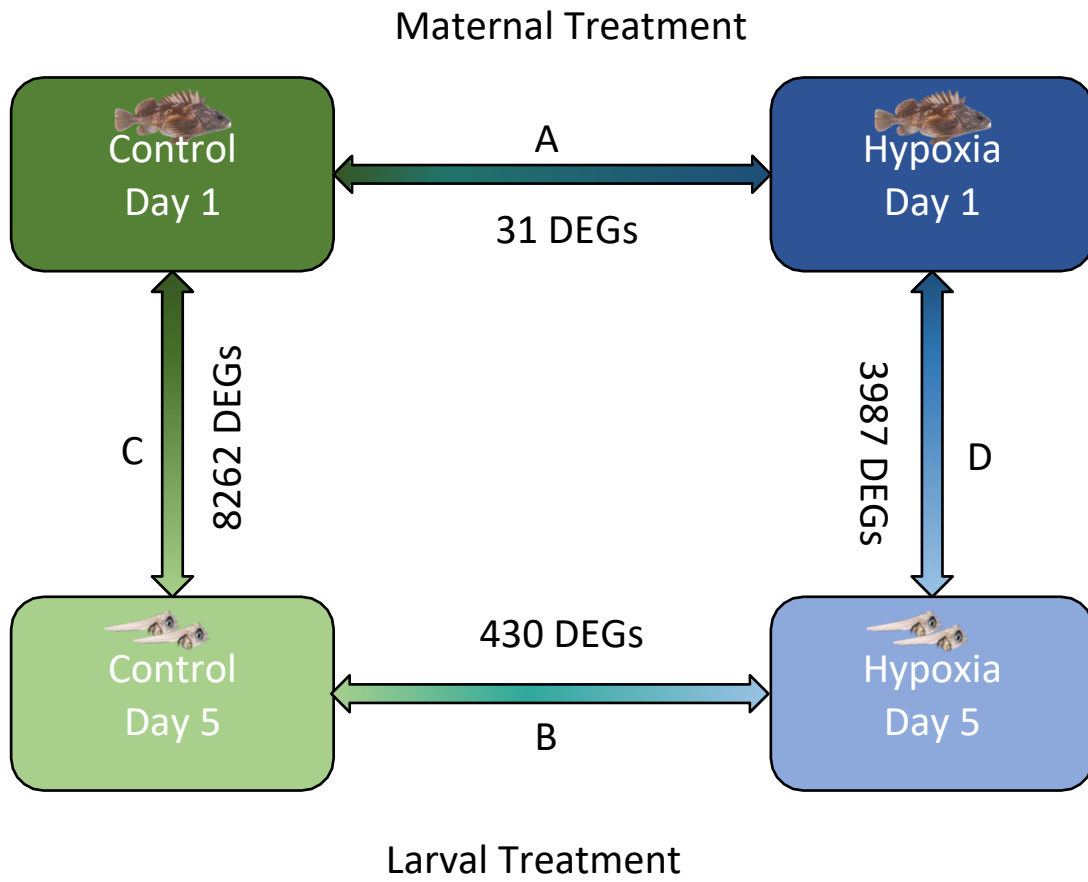 Maternal Treatment
Control
Day 1
A
31 DEGs
Hypoxia
Day 1
C
8262 DEGs
3987 DEGs
D
Control
Day 5
430 DEGs
B
Hypoxia
Day 5
Larval Treatment